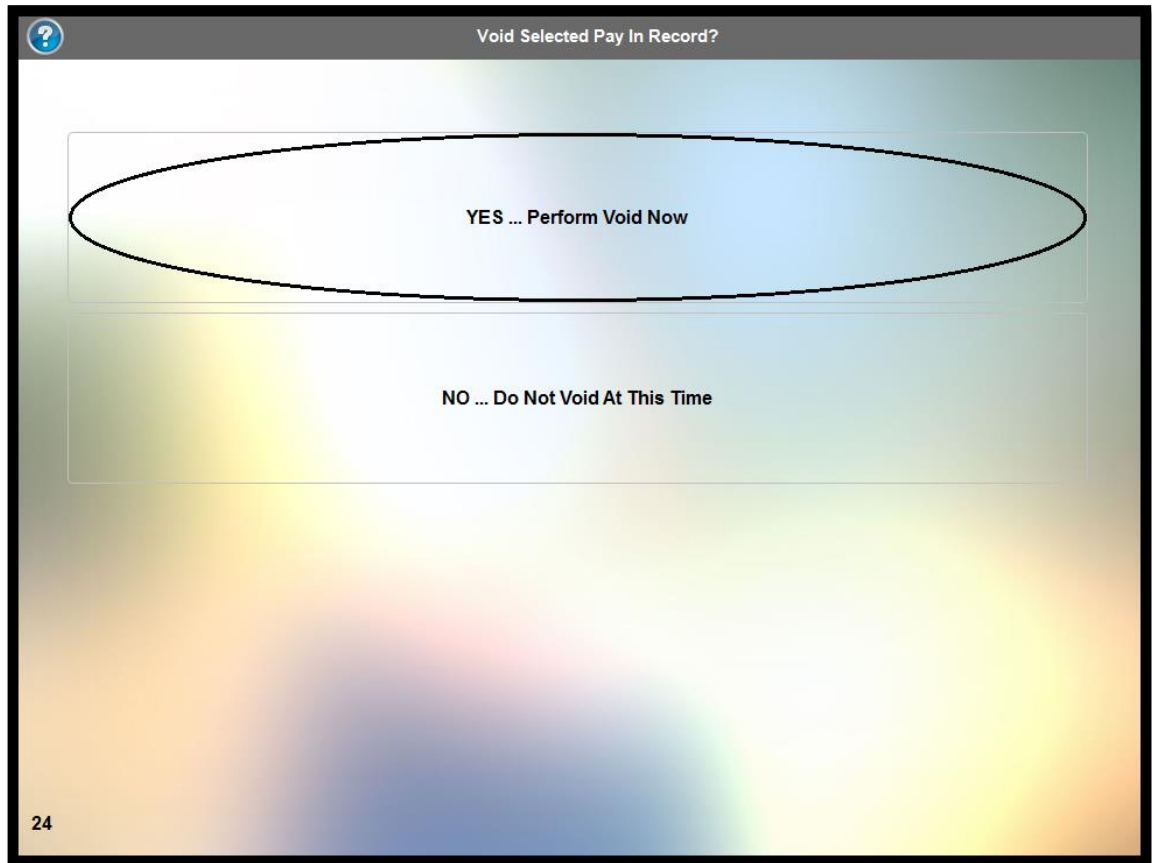 ?
Void Selected Pay In Record?
YES ... Perform Void Now
NO ... Do Not Void At This Time
24